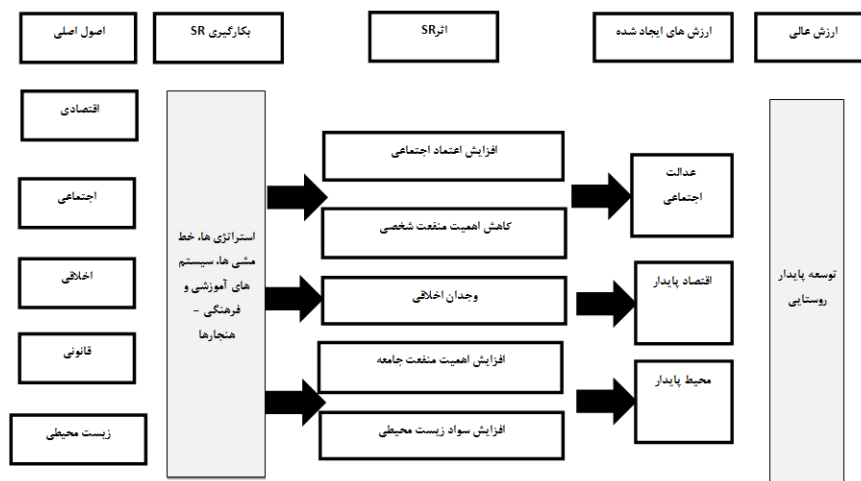 اصول اصلی
بکارگیری SR
اثرSR
ارزش های ایجاد شده
ارزش عالی
اقتصادی
اجتماعی
اخلاقی
قانونی
زیست محیطی
استراتژی ها، خط
مشی ها، سیستم
های آموزشی و
فرهنگی -
هنجارها
افزایش اعتماد اجتماعی
کاهش اهمیت منفعت شخصی
وجدان اخلاقی
افزایش اهمیت منفعت جامعه
افزایش سواد زیست محیطی
عدالت
اجتماعی
اقتصاد پایدار
محیط پایدار
توسعه پایدار
روستایی